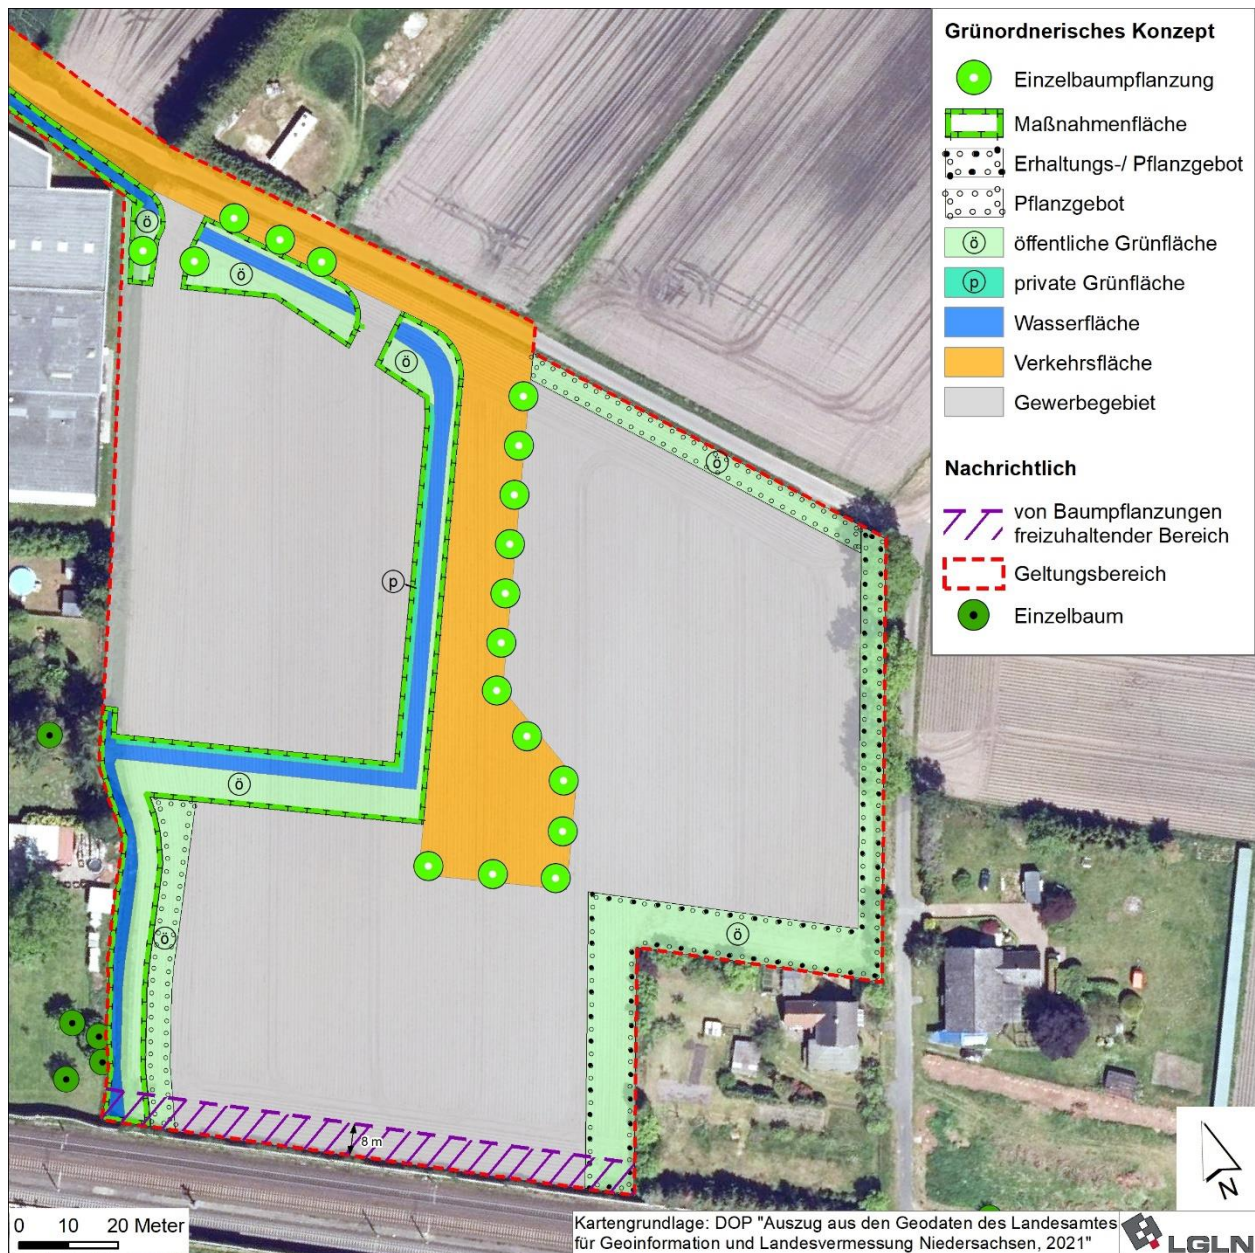 Grünordnerisches Konzept
Einzelbaumpflanzung
Maßnahmenfläche
Erhaltungs-/ Pflanzgebot
Pflanzgebot
ö öffentliche Grünfläche
p private Grünfläche
Wasserfläche
Verkehrsfläche
Gewerbegebiet
Nachrichtlich
von Baumpflanzungen
freizuhaltender Bereich
Geltungsbereich
Einzelbaum
ö
ö
ö
ö
p
ö
ö
ö
8 m
N
0 10 20 Meter
Kartengrundlage: DOP "Auszug aus den Geodaten des Landesamtes
für Geoinformation und Landesvermessung Niedersachsen, 2021"
LGLN